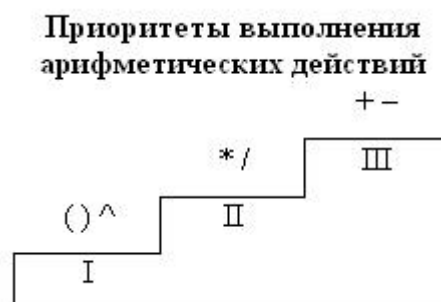 Приоритеты выполнения
арифметических действий
+ −
* /
III
( ) ^
II
I